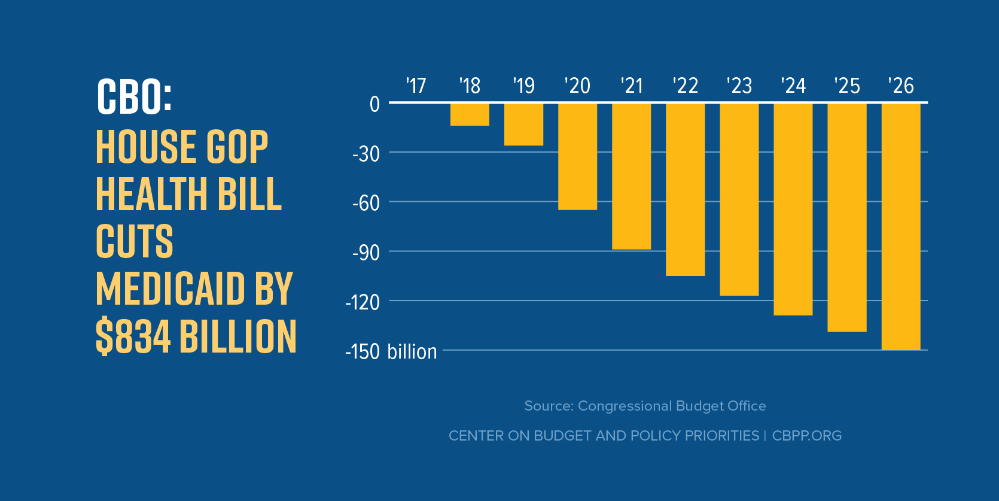 CBO:
HOUSE GOP
HEALTH BILL
CUTS
MEDICAID BY
$834 BILLION
'17 '18 '19 '20 '21 '22 '23 '24 '25 '26
0
-30
-60
-90
-120
-150 billion
Source: Congressional Budget Office
CENTER ON BUDGET AND POLICY PRIORITIES | CBPP.ORG